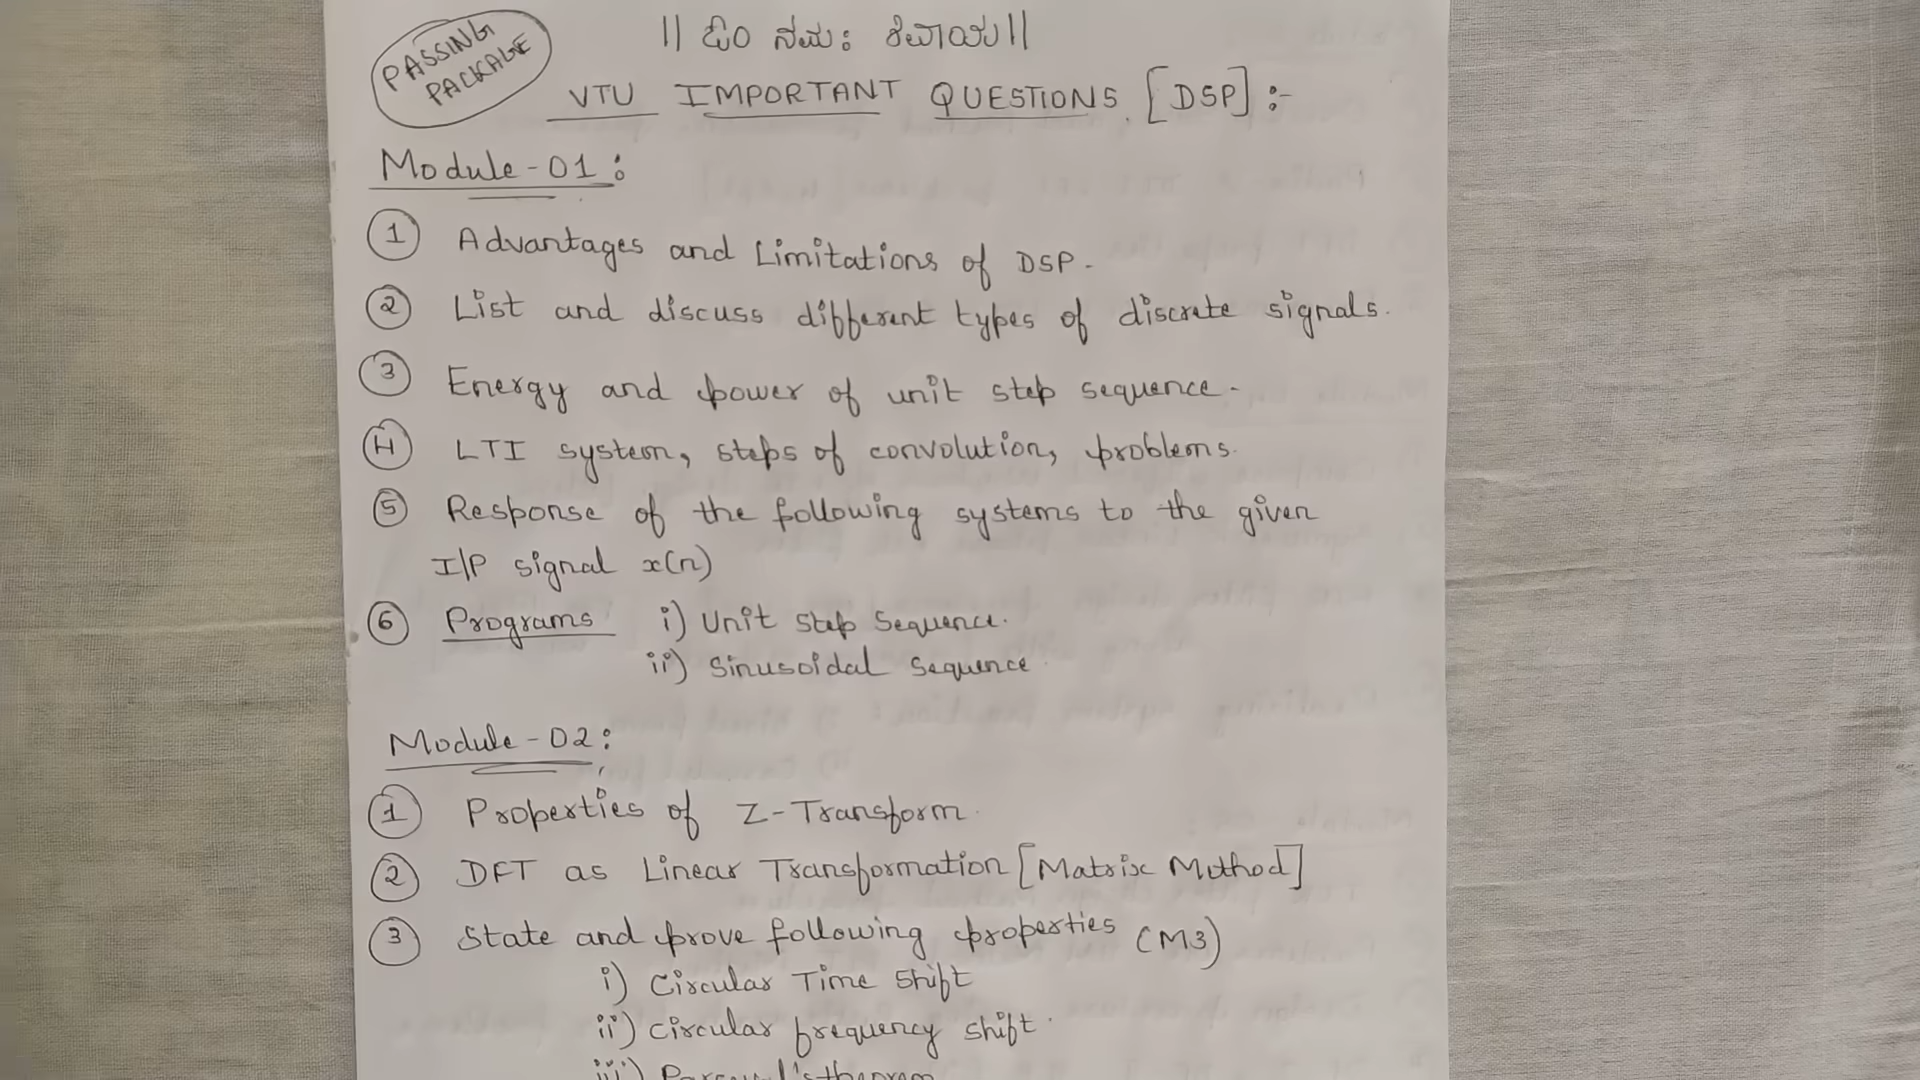 PASSING
PACKAGE
|| ಓಂ ನಮಃ ಶಿವಾಯ ||
VTU IMPORTANT QUESTIONS [DSP] :-
Module-01:
① Advantages and Limitations of DSP.
② List and discuss different types of discrete signals.
③ Energy and power of unit step sequence.
④ LTI system, steps of convolution, problems.
⑤ Response of the following systems to the given
I/P signal x(n)
⑥ Programs i) Unit step sequence.
ii) Sinusoidal sequence
Module-02:
① Properties of Z-Transform.
② DFT as Linear Transformation [Matrix Method]
③ State and prove following properties (M3)
i) Circular Time shift
ii) Circular frequency shift.
iii) Parseval's theorem